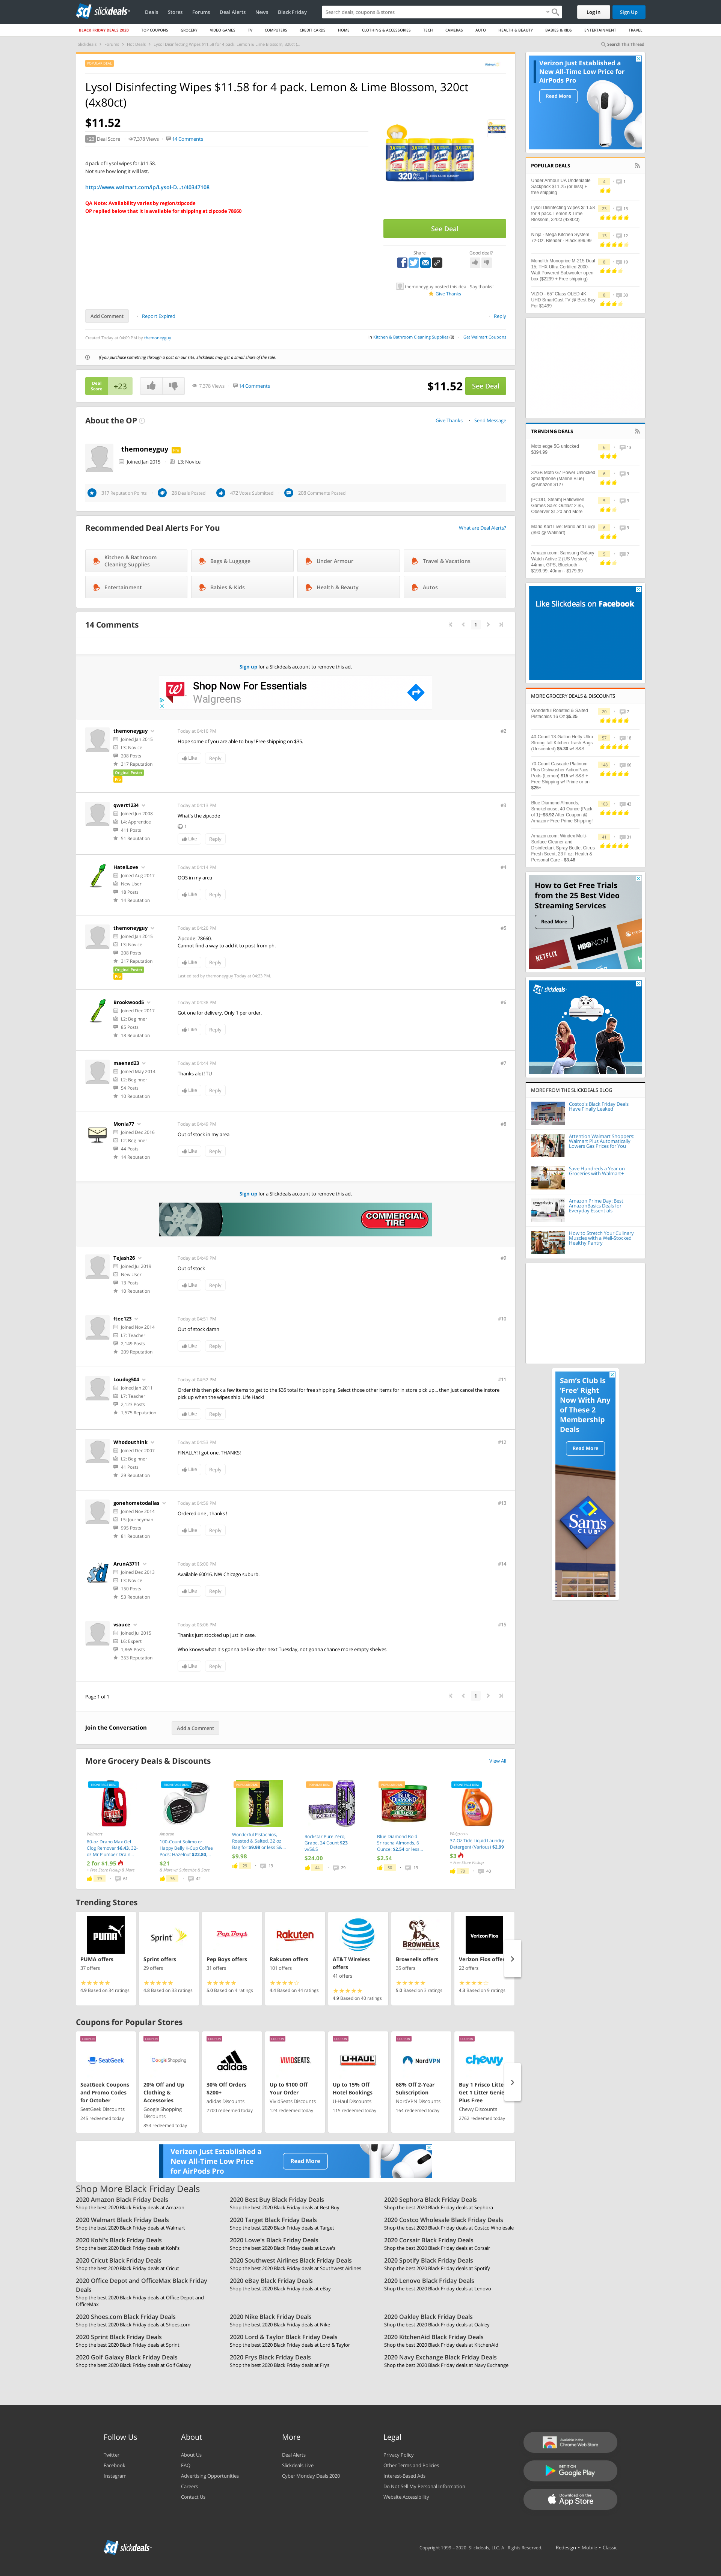 sd slickdeals
Deals
Stores
Forums
Deal Alerts
News
Black Friday
Search deals, coupons & stores
Log In
Sign Up
BLACK FRIDAY DEALS 2020
TOP COUPONS
GROCERY
VIDEO GAMES
TV
COMPUTERS
CREDIT CARDS
HOME
CLOTHING & ACCESSORIES
TECH
CAMERAS
AUTO
HEALTH & BEAUTY
BABIES & KIDS
ENTERTAINMENT
TRAVEL
Slickdeals
Forums
Hot Deals
Lysol Disinfecting Wipes $11.58 for 4 pack. Lemon & Lime Blossom, 320ct (...
Search This Thread
Lysol Disinfecting Wipes $11.58 for 4 pack. Lemon & Lime Blossom, 320ct
(4x80ct)
$11.52
+23 Deal Score
7,378 Views
14 Comments
4 pack of Lysol wipes for $11.58.
Not sure how long it will last.
http://www.walmart.com/ip/Lysol-D...t/40347108
QA Note: Availability varies by region/zipcode
OP replied below that it is available for shipping at zipcode 78660
See Deal
Share
Good deal?
themoneyguy posted this deal. Say thanks!
Give Thanks
Add Comment
Report Expired
Reply
Created Today at 04:05 PM by themoneyguy
in Kitchen & Bathroom Cleaning Supplies (8)
Get Walmart Coupons
If you purchase something through a post on our site, Slickdeals may get a small share of the sale.
Deal
Score
+23
7,378 Views
14 Comments
$11.52
See Deal
About the OP
Give Thanks
Send Message
themoneyguy
Joined Jan 2015
L3: Novice
317 Reputation Points
28 Deals Posted
472 Votes Submitted
208 Comments Posted
Recommended Deal Alerts For You
What are Deal Alerts?
Kitchen & Bathroom
Cleaning Supplies
Bags & Luggage
Under Armour
Travel & Vacations
Entertainment
Babies & Kids
Health & Beauty
Autos
14 Comments
1
Sign up for a Slickdeals account to remove this ad.
Shop Now For Essentials
Walgreens
themoneyguy
Joined Jan 2015
L3: Novice
208 Posts
317 Reputation
Original Poster
Pro
Today at 04:10 PM
#2
Hope some of you are able to buy! Free shipping on $35.
Like
Reply
qwert1234
Joined Jun 2008
L4: Apprentice
411 Posts
51 Reputation
Today at 04:13 PM
#3
What's the zipcode
1
Like
Reply
HateiLove
Joined Aug 2017
New User
18 Posts
14 Reputation
Today at 04:14 PM
#4
OOS in my area
Like
Reply
themoneyguy
Joined Jan 2015
L3: Novice
208 Posts
317 Reputation
Original Poster
Pro
Today at 04:20 PM
#5
Zipcode: 78660.
Cannot find a way to add it to post from ph.
Like
Reply
Last edited by themoneyguy Today at 04:23 PM
Brookwood5
Joined Dec 2017
L2: Beginner
85 Posts
18 Reputation
Today at 04:38 PM
#6
Got one for delivery. Only 1 per order.
Like
Reply
maenad23
Joined May 2014
L2: Beginner
54 Posts
10 Reputation
Today at 04:44 PM
#7
Thanks alot! TU
Like
Reply
Monia77
Joined Dec 2016
L2: Beginner
44 Posts
14 Reputation
Today at 04:49 PM
#8
Out of stock in my area
Like
Reply
Sign up for a Slickdeals account to remove this ad.
COMMERCIAL
TIRE
Tejash26
Joined Jul 2019
New User
13 Posts
10 Reputation
Today at 04:49 PM
#9
Out of stock
Like
Reply
ftee123
Joined Nov 2014
L7: Teacher
2,149 Posts
209 Reputation
Today at 04:51 PM
#10
Out of stock damn
Like
Reply
Loudog504
Joined Jan 2011
L7: Teacher
2,123 Posts
1,575 Reputation
Today at 04:52 PM
#11
Order this then pick a few items to get to the $35 total for free shipping. Select those other items for in store pick up... then just cancel the instore
pick up when the wipes ship. Life Hack!
Like
Reply
Whodouthink
Joined Dec 2007
L2: Beginner
41 Posts
20 Reputation
Today at 04:54 PM
#12
FINALLY! I got one. THANKS!
Like
Reply
gonehometodallas
Joined Nov 2014
L5: Journeyman
995 Posts
81 Reputation
Today at 04:59 PM
#13
Ordered one , thanks !
Like
Reply
ArunA3711
Joined Dec 2013
L3: Novice
150 Posts
53 Reputation
Today at 05:00 PM
#14
Available 60016, NW Chicago suburb.
Like
Reply
vsauce
Joined Jul 2015
L6: Expert
1,865 Posts
353 Reputation
Today at 05:06 PM
#15
Thanks just stocked up just in case.
Who knows what it's gonna be like after next Tuesday, not gonna chance more empty shelves
Like
Reply
Page 1 of 1
1
Join the Conversation
Add a Comment
More Grocery Deals & Discounts
View All
80-oz Drano Max Gel
Clog Remover $6.43, 32-
oz Mr Plumber Drain...
2 for $1.95
Amazon
100-Count Solimo or
Happy Belly K-Cup Coffee
Pods: Hazelnut $22.80...
$21
Wonderful Pistachios,
Roasted & Salted, 32 oz
Bag for $9.98 or less S&...
$9.98
Rockstar Pure Zero,
Grape, 24 Count $23
w/S&S
$24.00
Blue Diamond Bold
Sriracha Almonds, 6
Ounce: $2.54 or less...
$2.54
Walgreens
37-Oz Tide Liquid Laundry
Detergent (Various) $2.99
$3
+ Free Store Pickup
Trending Stores
PUMA offers
37 offers
4.9 Based on 34 ratings
Sprint offers
29 offers
4.8 Based on 33 ratings
Pep Boys offers
31 offers
5.0 Based on 4 ratings
Rakuten offers
101 offers
4.4 Based on 44 ratings
AT&T Wireless
offers
41 offers
4.9 Based on 40 ratings
Brownells offers
35 offers
5.0 Based on 3 ratings
Verizon Fios offers
22 offers
4.3 Based on 9 ratings
Coupons for Popular Stores
SeatGeek Coupons
and Promo Codes
for October
SeatGeek Discounts
245 redeemed today
20% Off and Up
Clothing &
Accessories
Google Shopping
Discounts
854 redeemed today
30% Off Orders
$200+
adidas Discounts
2700 redeemed today
Up to $100 Off
Your Order
VividSeats Discounts
124 redeemed today
Up to 15% Off
Hotel Bookings
U-Haul Discounts
115 redeemed today
68% Off 2-Year
Subscription
NordVPN Discounts
164 redeemed today
Buy 1 Frisco Litter,
Get 1 Litter Genie
Plus Free
Chewy Discounts
2762 redeemed today
Verizon Just Established a
New All-Time Low Price
for AirPods Pro
Read More
Shop More Black Friday Deals
2020 Amazon Black Friday Deals
Shop the best 2020 Black Friday deals at Amazon
2020 Best Buy Black Friday Deals
Shop the best 2020 Black Friday deals at Best Buy
2020 Sephora Black Friday Deals
Shop the best 2020 Black Friday deals at Sephora
2020 Walmart Black Friday Deals
Shop the best 2020 Black Friday deals at Walmart
2020 Target Black Friday Deals
Shop the best 2020 Black Friday deals at Target
2020 Costco Wholesale Black Friday Deals
Shop the best 2020 Black Friday deals at Costco Wholesale
2020 Kohl's Black Friday Deals
Shop the best 2020 Black Friday deals at Kohl's
2020 Lowe's Black Friday Deals
Shop the best 2020 Black Friday deals at Lowe's
2020 Corsair Black Friday Deals
Shop the best 2020 Black Friday deals at Corsair
2020 Cricut Black Friday Deals
Shop the best 2020 Black Friday deals at Cricut
2020 Southwest Airlines Black Friday Deals
Shop the best 2020 Black Friday deals at Southwest Airlines
2020 Spotify Black Friday Deals
Shop the best 2020 Black Friday deals at Spotify
2020 Office Depot and OfficeMax Black Friday
Deals
Shop the best 2020 Black Friday deals at Office Depot and
OfficeMax
2020 eBay Black Friday Deals
Shop the best 2020 Black Friday deals at eBay
2020 Lenovo Black Friday Deals
Shop the best 2020 Black Friday deals at Lenovo
2020 Shoes.com Black Friday Deals
Shop the best 2020 Black Friday deals at Shoes.com
2020 Nike Black Friday Deals
Shop the best 2020 Black Friday deals at Nike
2020 Oakley Black Friday Deals
Shop the best 2020 Black Friday deals at Oakley
2020 Sprint Black Friday Deals
Shop the best 2020 Black Friday deals at Sprint
2020 Lord & Taylor Black Friday Deals
Shop the best 2020 Black Friday deals at Lord & Taylor
2020 KitchenAid Black Friday Deals
Shop the best 2020 Black Friday deals at KitchenAid
2020 Golf Galaxy Black Friday Deals
Shop the best 2020 Black Friday deals at Golf Galaxy
2020 Frys Black Friday Deals
Shop the best 2020 Black Friday deals at Frys
2020 Navy Exchange Black Friday Deals
Shop the best 2020 Black Friday deals at Navy Exchange
Verizon Just Established a
New All-Time Low Price for
AirPods Pro
Read More
POPULAR DEALS
Under Armour UA Undeniable
Sackpack $11.25 (or less) +
free shipping
Lysol Disinfecting Wipes $11.58
for 4 pack. Lemon & Lime
Blossom, 320ct (4x80ct)
Ninja - Mega Kitchen System
72-Oz. Blender - Black $99.99
Monolith Monoprice M-215 Dual
15; THX Ultra Certified 2000-
Watt Powered Subwoofer open
box ($2299 + Free shipping)
VIZIO - 65" Class OLED 4K
UHD SmartCast TV @ Best Buy
For $1499
TRENDING DEALS
Moto edge 5G unlocked
$384.99
32GB Moto G7 Power Unlocked
Smartphone (Marine Blue)
@Amazon $127
[PCDD, Steam] Halloween
Games Sale: Outlast 2 $5,
Observer $1.20 and More
Mario Kart Live: Mario and Luigi
($90 @ Walmart)
Amazon.com: Samsung Galaxy
Watch Active 2 (US Version) -
44mm, GPS, Bluetooth -
$199.99. 40mm - $179.99
Like Slickdeals on Facebook
MORE GROCERY DEALS & DISCOUNTS
Wonderful Roasted & Salted
Pistachios 16 Oz $5.25
40-Count 13-Gallon Hefty Ultra
Strong Tall Kitchen Trash Bags
(Unscented) $5.30 w/ S&S
70-Count Cascade Platinum
Plus Dishwasher ActionPacs
Pods (Lemon) $15 w/ S&S +
Free Shipping w/ Prime or on
$25+
Blue Diamond Almonds,
Smokehouse, 40 Ounce (Pack
of 1)~$8.92 After Coupon @
Amazon~Free Prime Shipping!
Amazon.com: Windex Multi-
Surface Cleaner and
Disinfectant Spray Bottle, Citrus
Fresh Scent, 23 fl oz: Health &
Personal Care - $3.48
How to Get Free Trials
from the 25 Best Video
Streaming Services
Read More
NETFLIX
HBO NOW
slickdeals
MORE FROM THE SLICKDEALS BLOG
Costco's Black Friday Deals
Have Finally Leaked
Attention Walmart Shoppers:
Walmart Plus Automatically
Lowers Gas Prices for You
Save Hundreds a Year on
Groceries with Walmart+
Amazon Prime Day: Best
AmazonBasics Deals for
Everyday Essentials
How to Stretch Your Culinary
Muscles with a Well-Stocked
Healthy Pantry
Sam's Club is
'Free' Right
Now With Any
of These 2
Membership
Deals
Read More
Sam's
CLUB
Follow Us
Twitter
Facebook
Instagram
About
About Us
FAQ
Advertising Opportunities
Careers
Contact Us
More
Deal Alerts
Slickdeals Live
Cyber Monday Deals 2020
Legal
Privacy Policy
Other Terms and Policies
Interest-Based Ads
Do Not Sell My Personal Information
Website Accessibility
Available in the
Chrome Web Store
GET IT ON
Google Play
Download on the
App Store
sd slickdeals
Copyright 1999 - 2020. Slickdeals, LLC. All Rights Reserved.
Redesign • Mobile • Classic